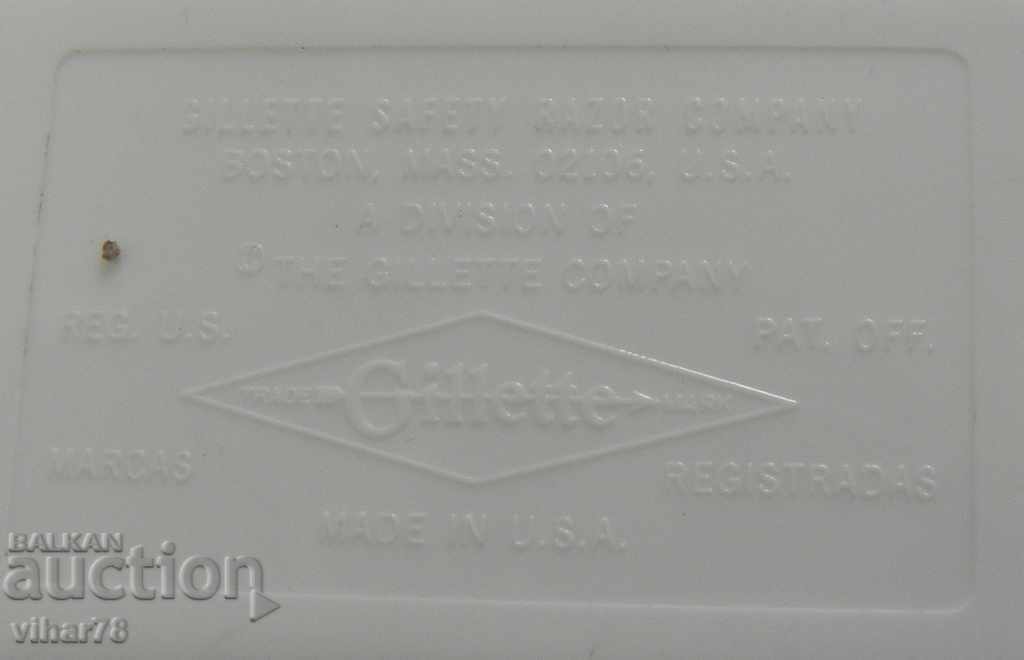 GILLETTE SAFETY RAZOR COMPANY
BOSTON, MASS. 02106, U.S.A.
A DIVISION OF
© THE GILLETTE COMPANY
REG. U.S. PAT. OFF.
TRADE Gillette MARK
MARCAS REGISTRADAS
MADE IN U.S.A.
BALKAN
auction
vihar78